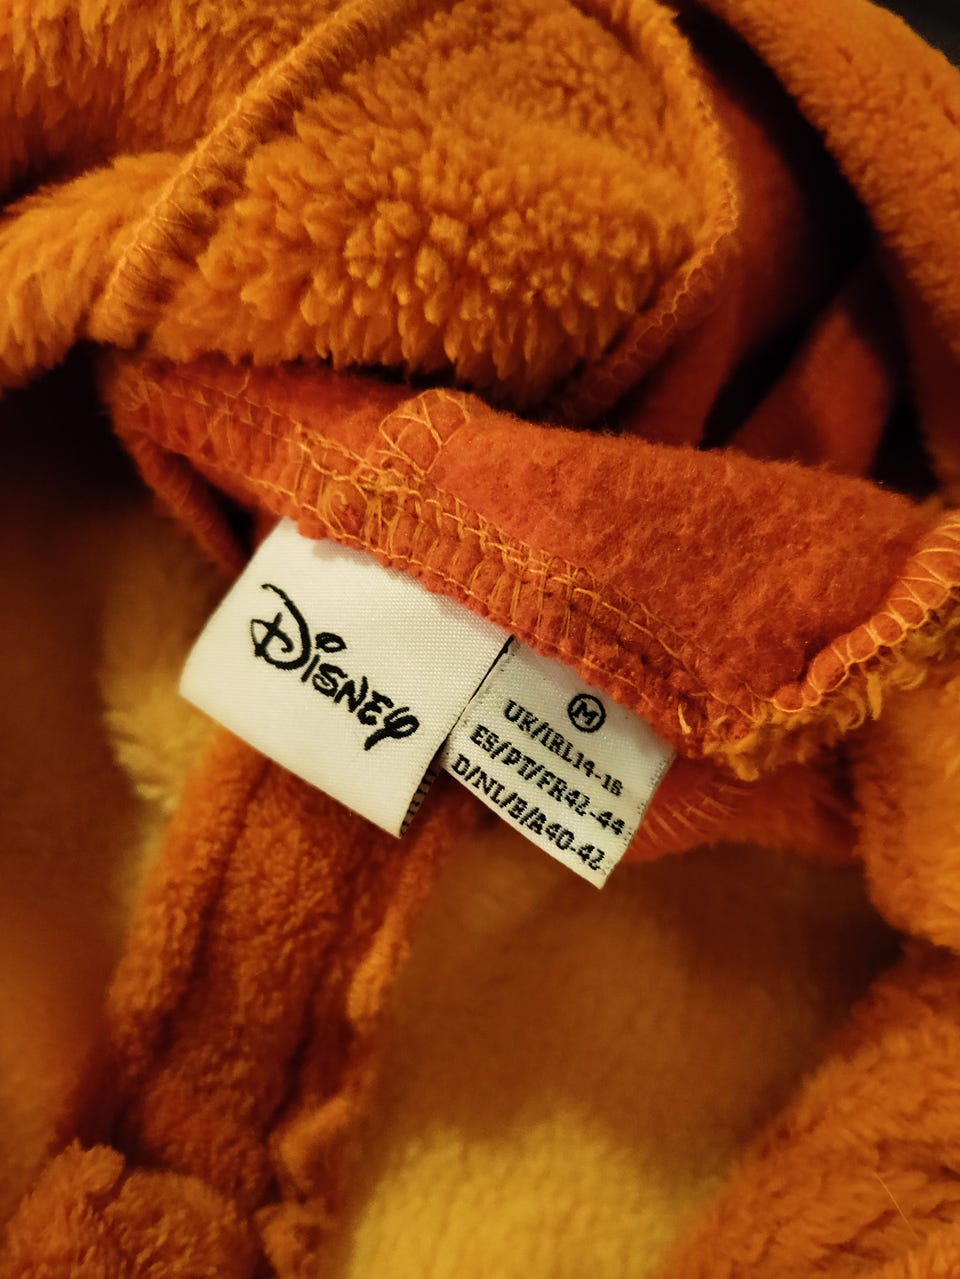 Disney
M
UK/IRL14-16
ES/PT/FR42-44
D/NL/B/A40-42